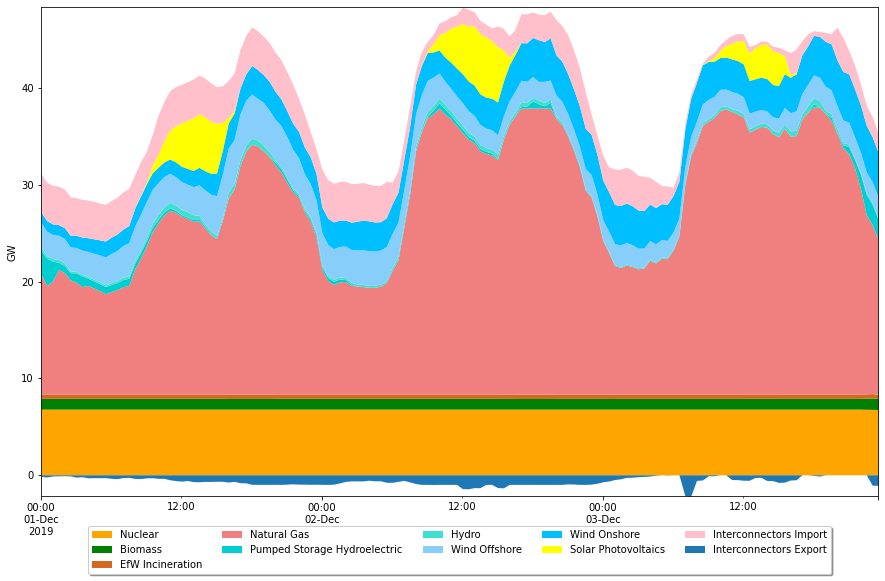 40
30
GW
20
10
0
00:00 12:00 00:00 12:00 00:00 12:00
01-Dec 02-Dec 03-Dec
2019
Nuclear Natural Gas Hydro Wind Onshore Interconnectors Import
Biomass Pumped Storage Hydroelectric Wind Offshore Solar Photovoltaics Interconnectors Export
EfW Incineration